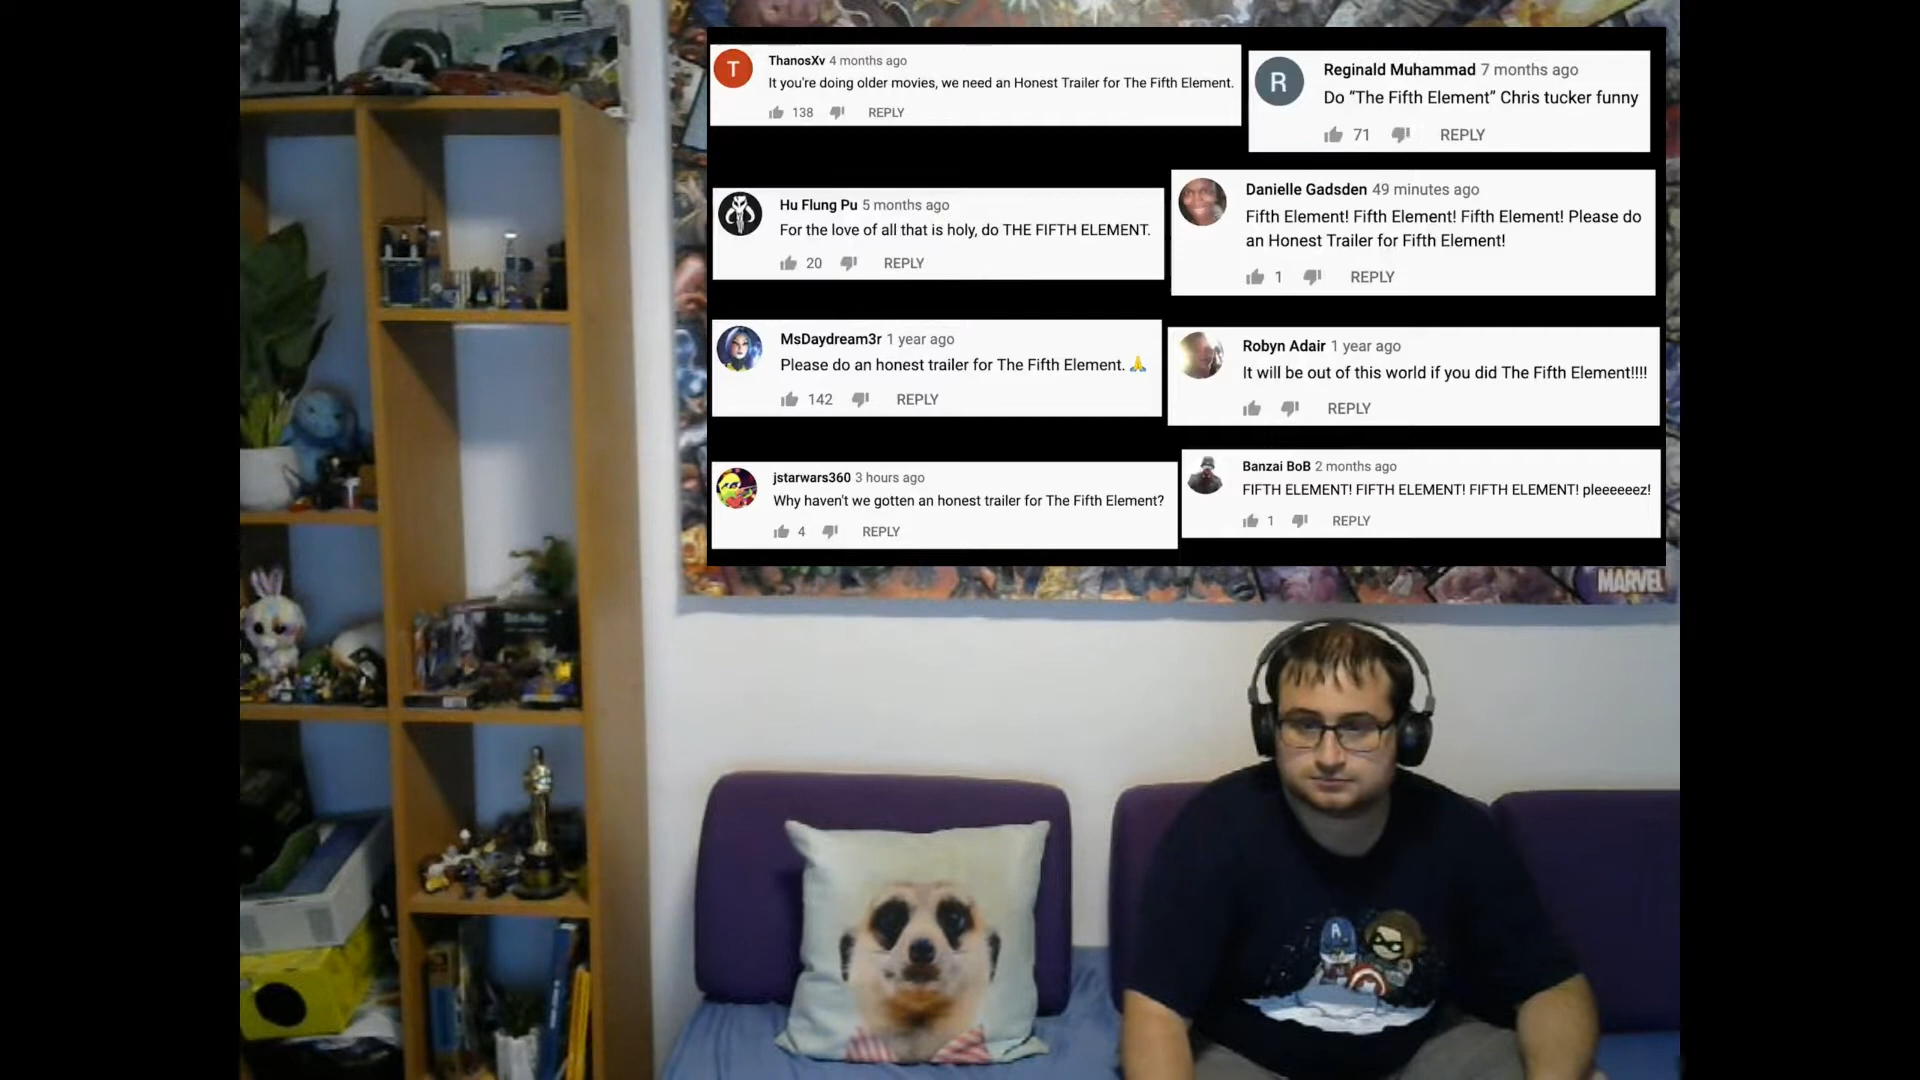 ThanosXv 4 months ago
It you're doing older movies, we need an Honest Trailer for The Fifth Element.
138 REPLY
Reginald Muhammad 7 months ago
Do “The Fifth Element” Chris tucker funny
71 REPLY
Hu Flung Pu 5 months ago
For the love of all that is holy, do THE FIFTH ELEMENT.
20 REPLY
Danielle Gadsden 49 minutes ago
Fifth Element! Fifth Element! Fifth Element! Please do
an Honest Trailer for Fifth Element!
1 REPLY
MsDaydream3r 1 year ago
Please do an honest trailer for The Fifth Element. 🙏
142 REPLY
Robyn Adair 1 year ago
It will be out of this world if you did The Fifth Element!!!!
REPLY
jstarwars360 3 hours ago
Why haven't we gotten an honest trailer for The Fifth Element?
4 REPLY
Banzai BoB 2 months ago
FIFTH ELEMENT! FIFTH ELEMENT! FIFTH ELEMENT! pleeeeeez!
1 REPLY
MARVEL
T
R
A